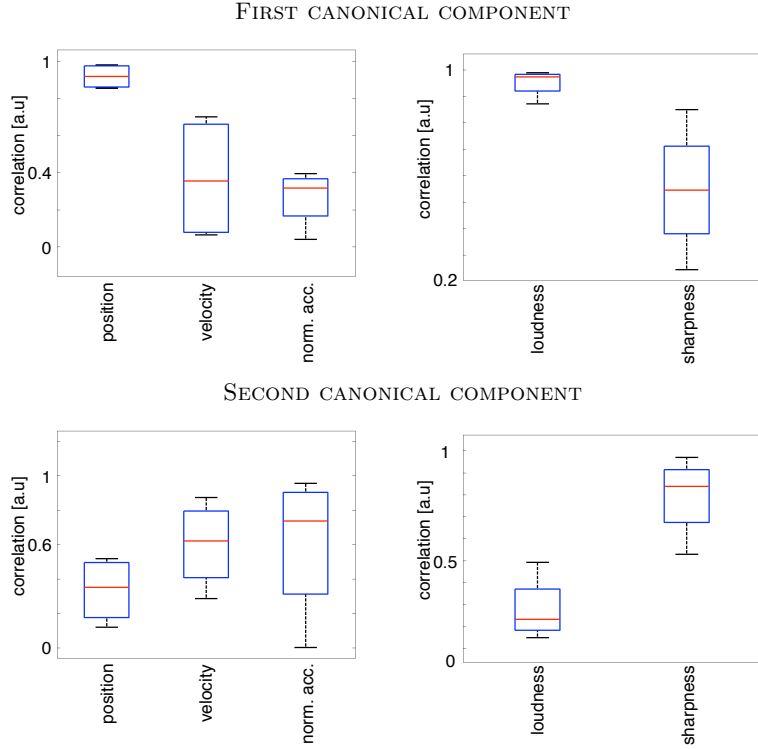 FIRST CANONICAL COMPONENT
correlation [a.u]
1
0.4
0
position
velocity
norm. acc.
correlation [a.u]
1
0.2
loudness
sharpness
SECOND CANONICAL COMPONENT
correlation [a.u]
1
0.6
0
position
velocity
norm. acc.
correlation [a.u]
1
0.5
0
loudness
sharpness